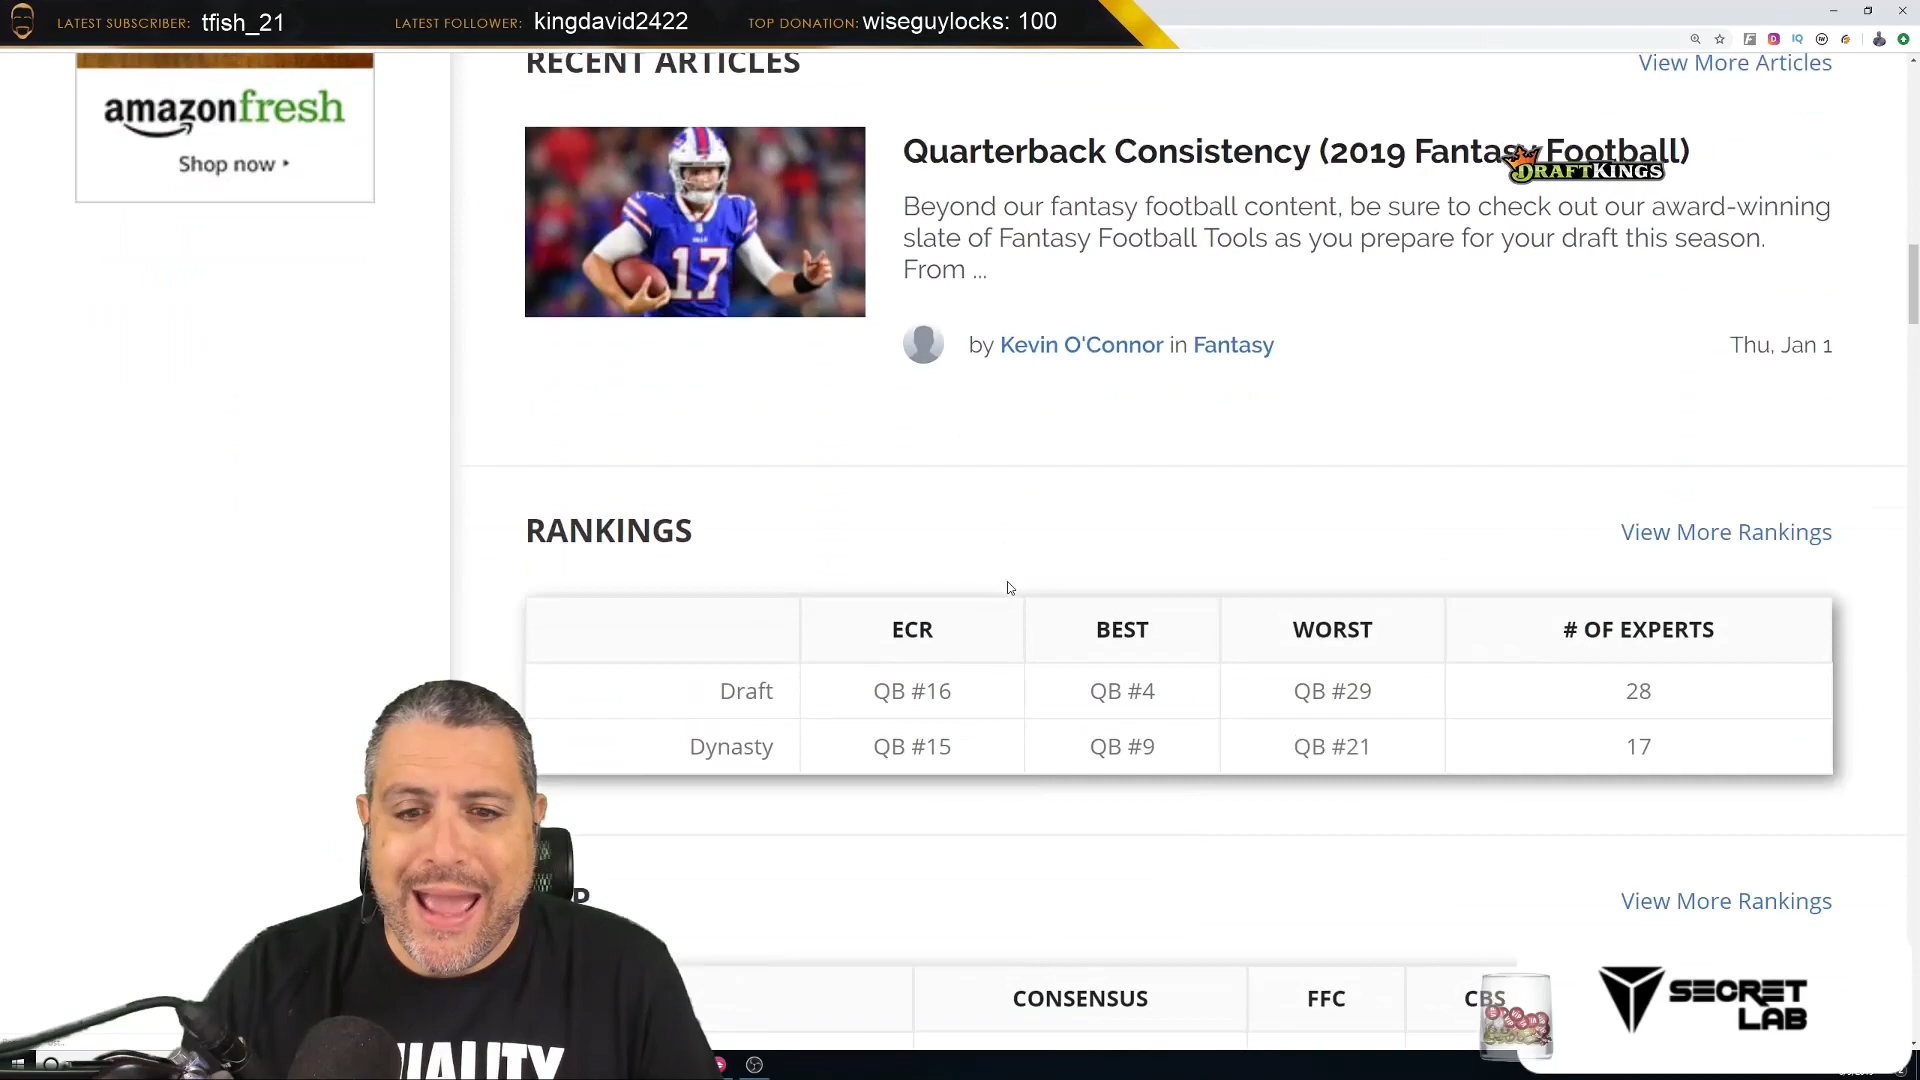 LATEST SUBSCRIBER: tfish_21 LATEST FOLLOWER: kingdavid2422 TOP DONATION: wiseguylocks: 100
RECENT ARTICLES View More Articles
amazonfresh
Shop now
Quarterback Consistency (2019 Fantasy Football)
DRAFTKINGS
Beyond our fantasy football content, be sure to check out our award-winning
slate of Fantasy Football Tools as you prepare for your draft this season.
From ...
by Kevin O'Connor in Fantasy Thu, Jan 1
BILLS
17
RANKINGS View More Rankings
ECR BEST WORST # OF EXPERTS
Draft QB #16 QB #4 QB #29 28
Dynasty QB #15 QB #9 QB #21 17
P View More Rankings
CONSENSUS FFC CBS
SECRET
LAB
UALITY